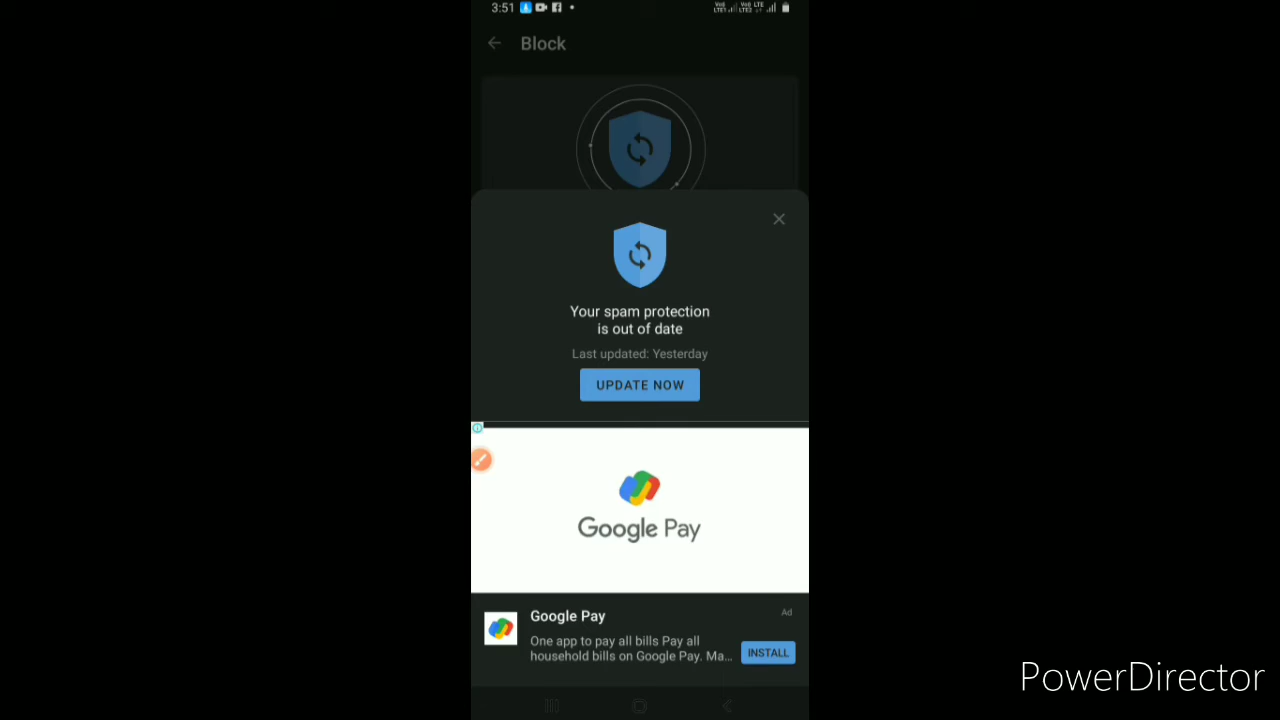 3:51
Block
Your spam protection
is out of date
Last updated: Yesterday
UPDATE NOW
Google Pay
Google Pay
Ad
One app to pay all bills Pay all
household bills on Google Pay. Ma...
INSTALL
PowerDirector